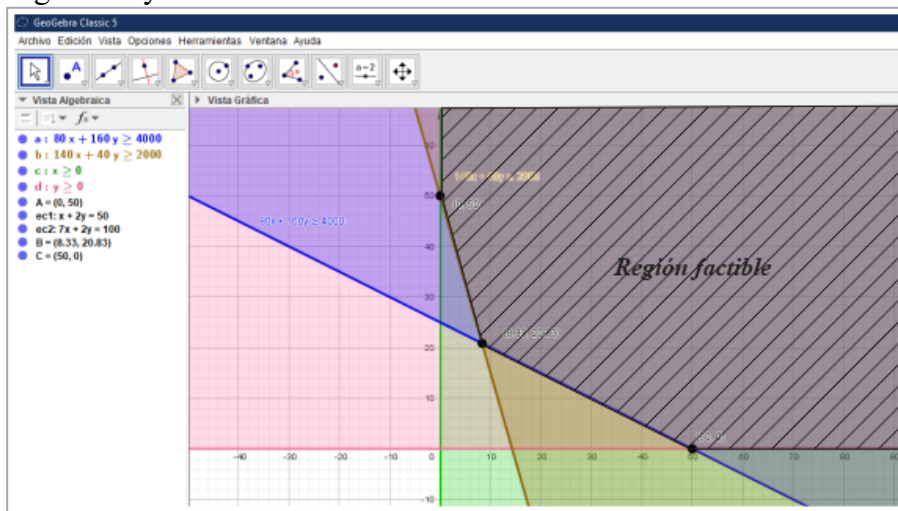 GeoGebra Classic 5
Archivo Edición Vista Opciones Herramientas Ventana Ayuda
A
a=2
Vista Algebraica
Vista Gráfica
a : 80 x + 160 y ≥ 4000
b : 140 x + 40 y ≥ 2000
c : x ≥ 0
d : y ≥ 0
A = (0, 50)
ec1: x + 2y = 50
ec2: 7x + 2y = 100
B = (8.33, 20.83)
C = (50, 0)
60
50
40
30
20
10
0
-10
80x + 160y ≥ 4000
(0, 50)
Región factible
(8.33, 20.83)
(50, 0)
-40 -30 -20 -10 10 20 30 40 50 60 70 80 90